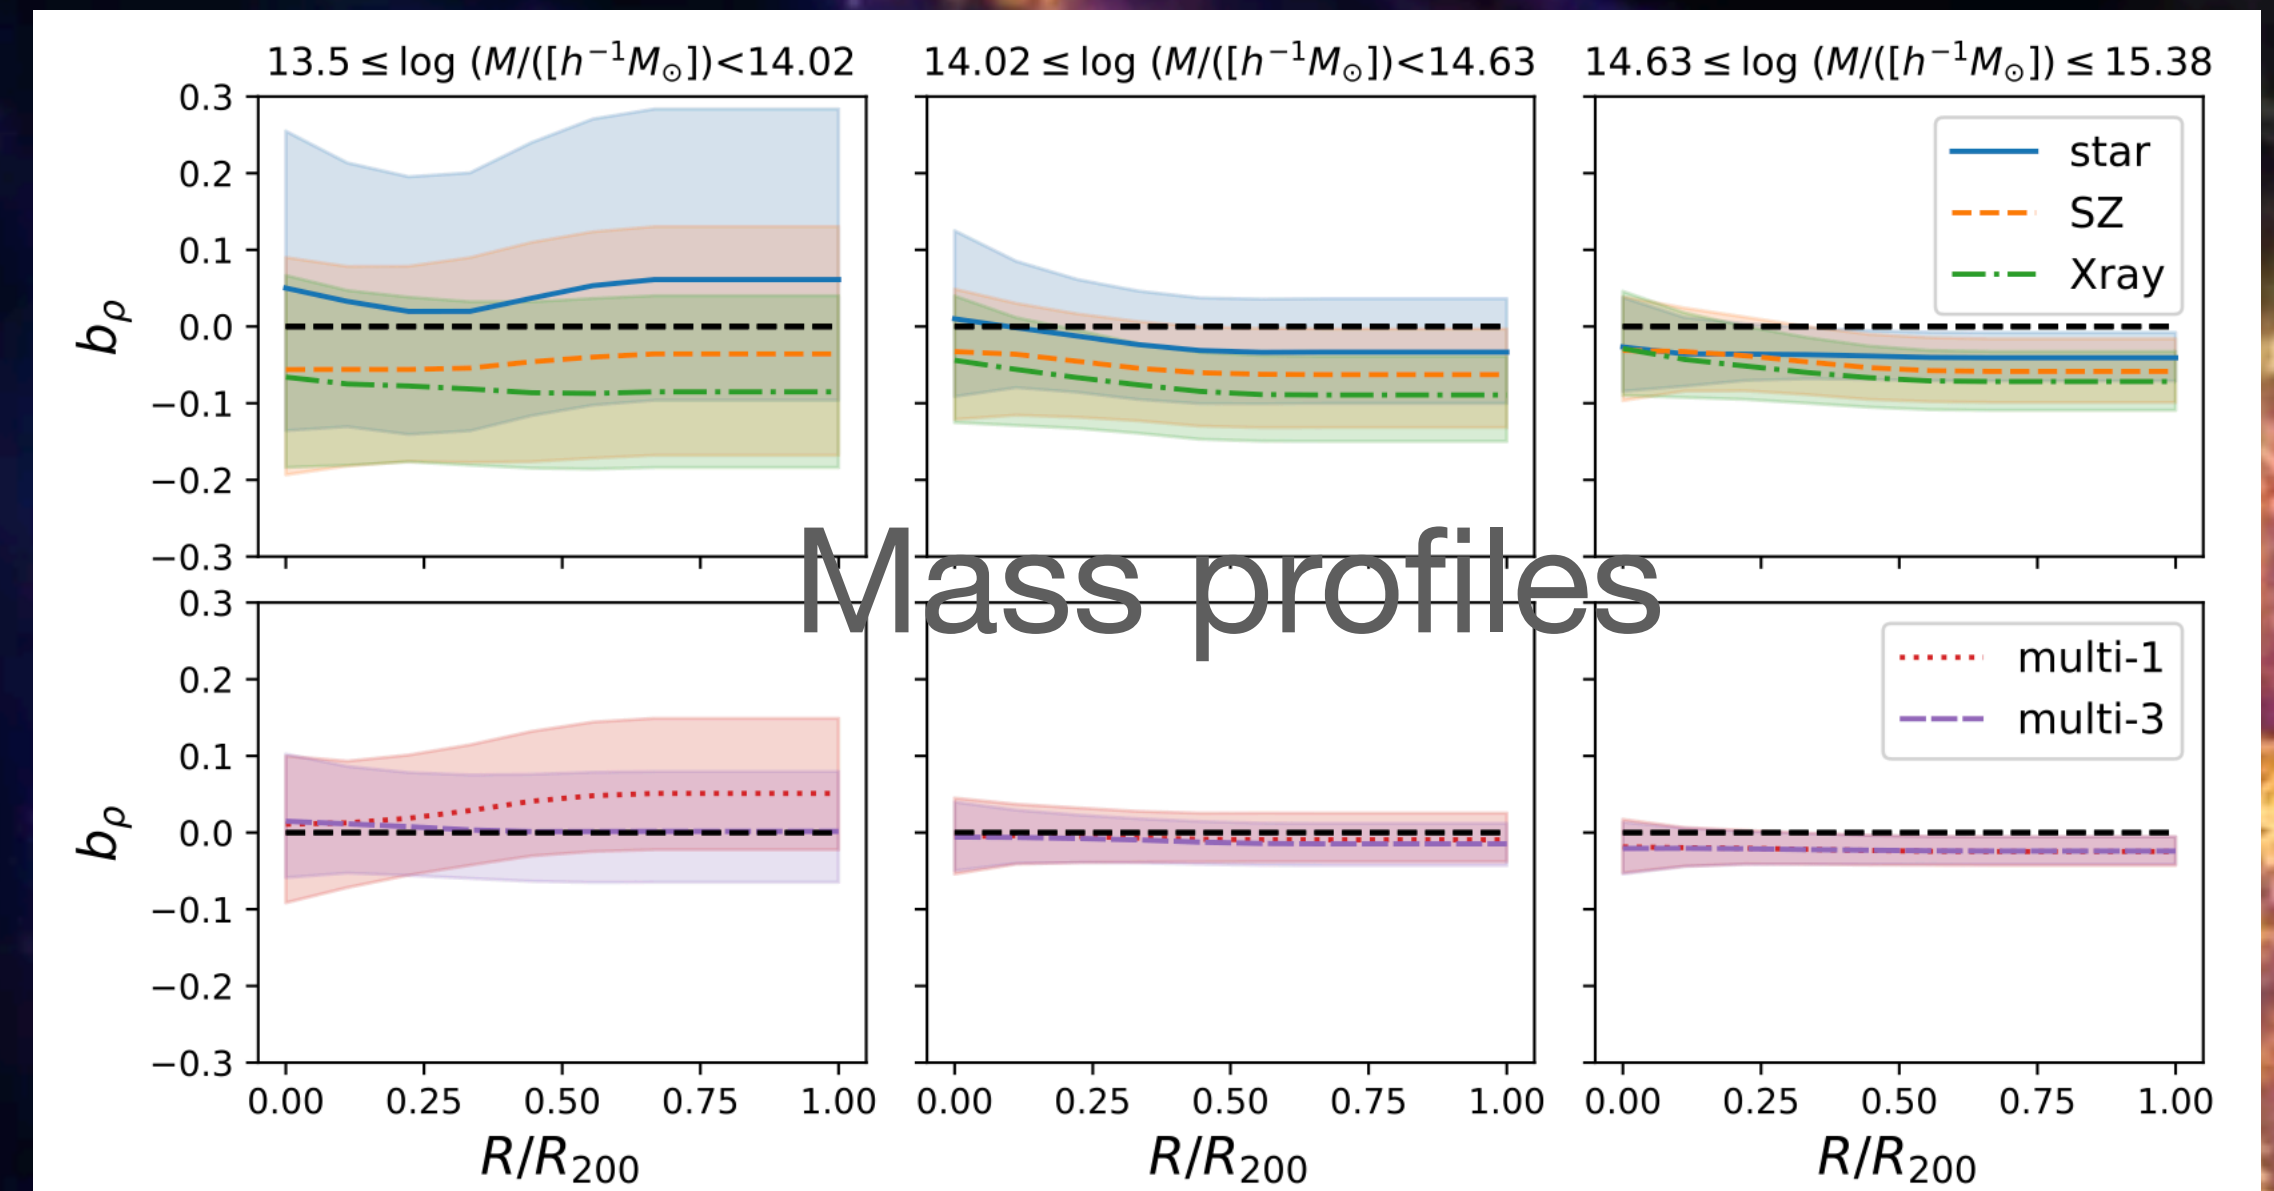 13.5 ≤ log (M/([h⁻¹M⊙])<14.02
14.02 ≤ log (M/([h⁻¹M⊙])<14.63
14.63 ≤ log (M/([h⁻¹M⊙]) ≤ 15.38
0.3
0.2
0.1
0.0
−0.1
−0.2
−0.3
bρ
star
SZ
Xray
Mass profiles
0.3
0.2
0.1
0.0
−0.1
−0.2
−0.3
bρ
multi-1
multi-3
0.00 0.25 0.50 0.75 1.00
0.00 0.25 0.50 0.75 1.00
0.00 0.25 0.50 0.75 1.00
R/R₂₀₀
R/R₂₀₀
R/R₂₀₀